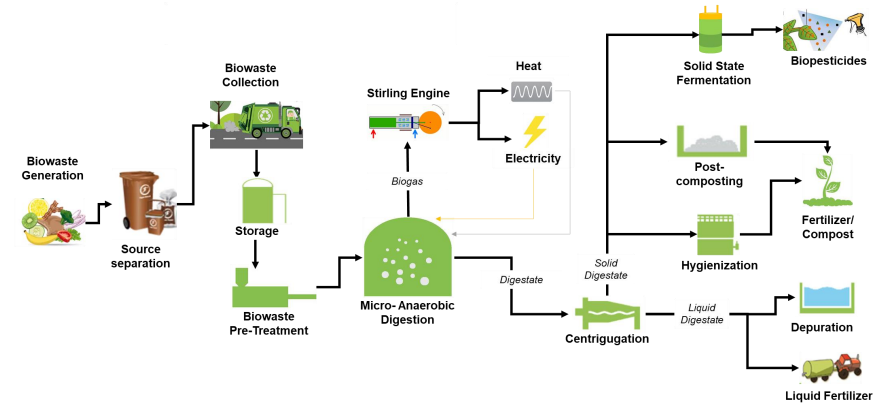 Biowaste
Generation
Source
separation
Biowaste
Collection
Storage
Biowaste
Pre-Treatment
Stirling Engine
Biogas
Micro- Anaerobic
Digestion
Heat
Electricity
Digestate
Centrigugation
Solid
Digestate
Liquid
Digestate
Solid State
Fermentation
Biopesticides
Post-
composting
Hygienization
Fertilizer/
Compost
Depuration
Liquid Fertilizer